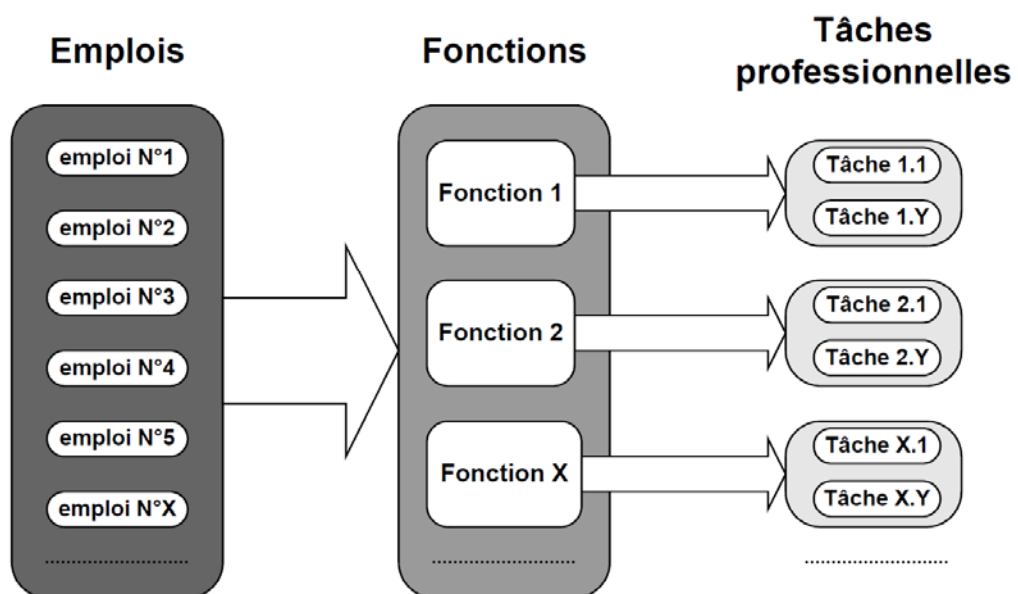 Emplois
Fonctions
Tâches
professionnelles
emploi N°1
emploi N°2
emploi N°3
emploi N°4
emploi N°5
emploi N°X
.........................
Fonction 1
Fonction 2
Fonction X
.........................
Tâche 1.1
Tâche 1.Y
Tâche 2.1
Tâche 2.Y
Tâche X.1
Tâche X.Y
.........................